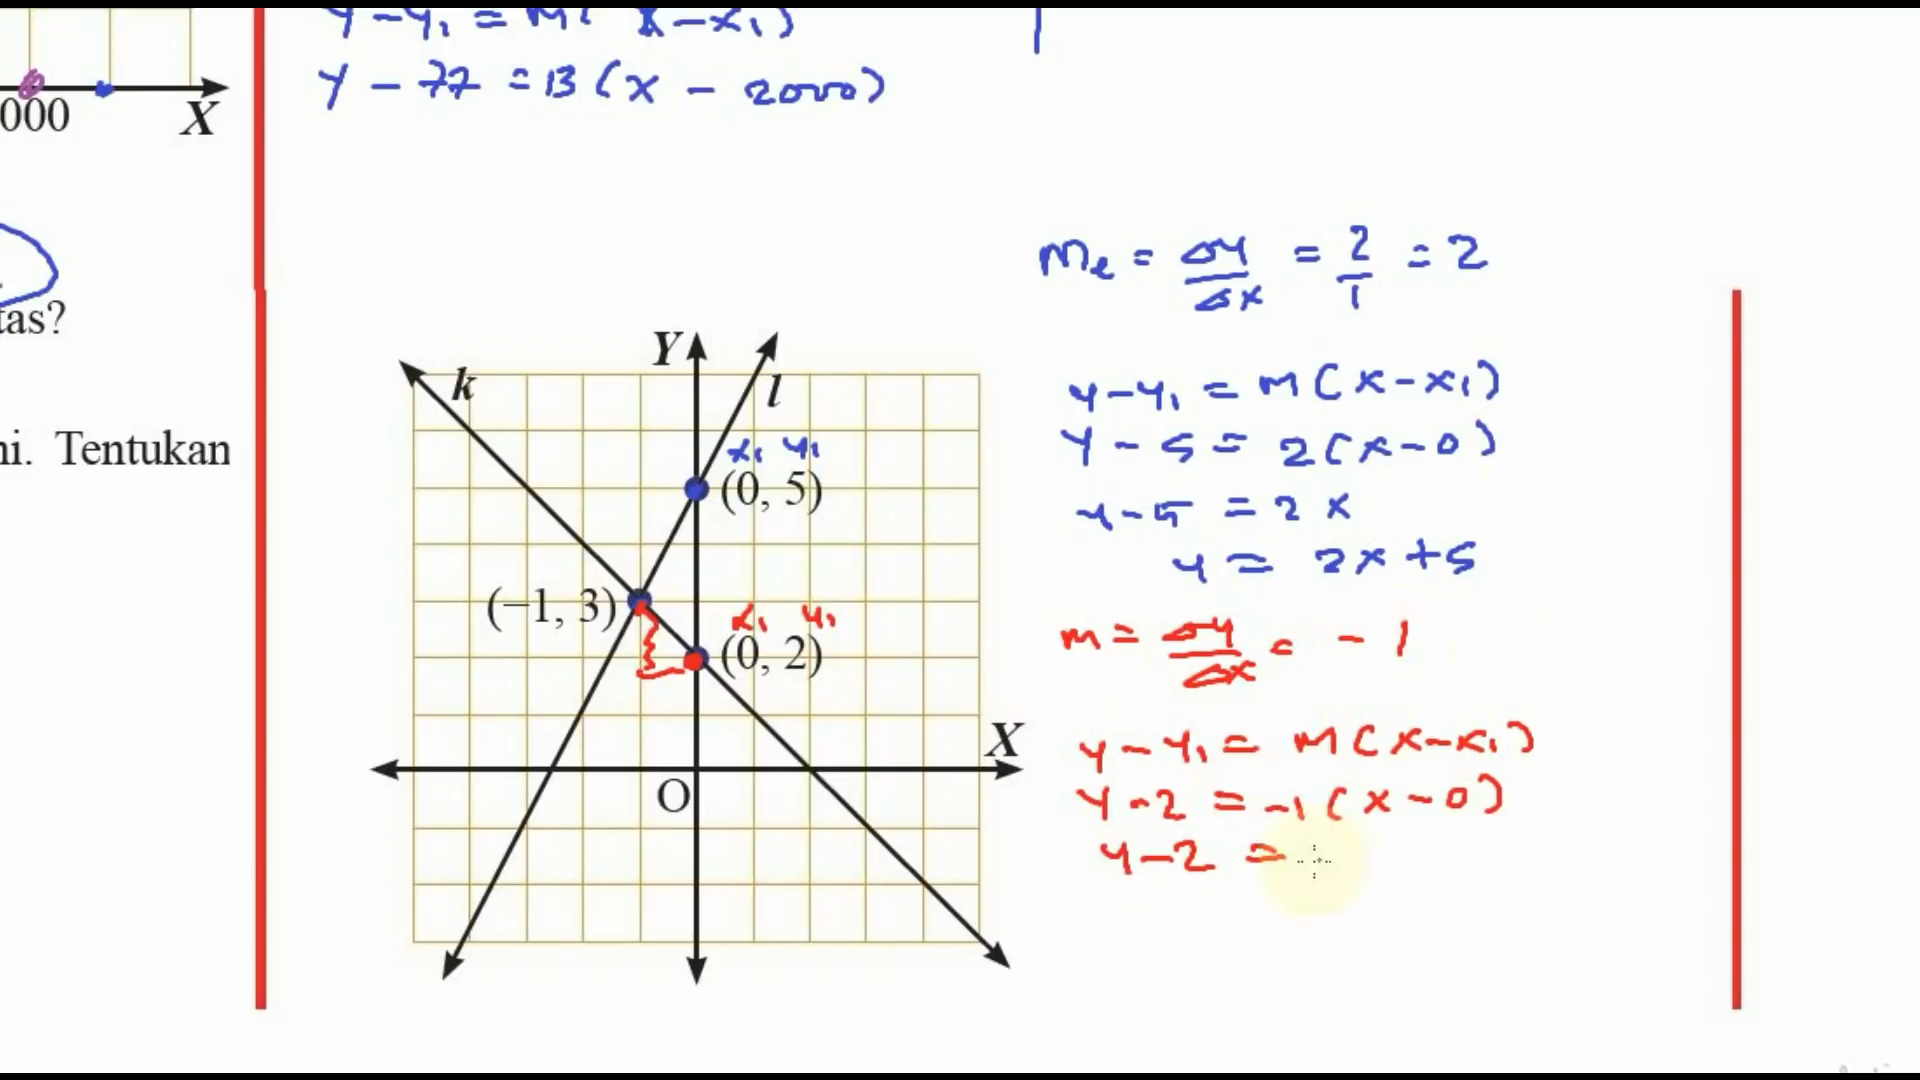 y - y₁ = m( x - x₁)
y - 77 = 13 (x - 2000)
000 X
tas?
ni. Tentukan
mₗ = Δy/Δx = 2/1 = 2
y - y₁ = m(x - x₁)
y - 5 = 2(x - 0)
y - 5 = 2x
y = 2x + 5
m = Δy/Δx = - 1
y - y₁ = m(x - x₁)
y - 2 = -1(x - 0)
y - 2 =
Y
k
l
x₁ y₁
(0, 5)
(−1, 3)
x₁ y₁
(0, 2)
X
O